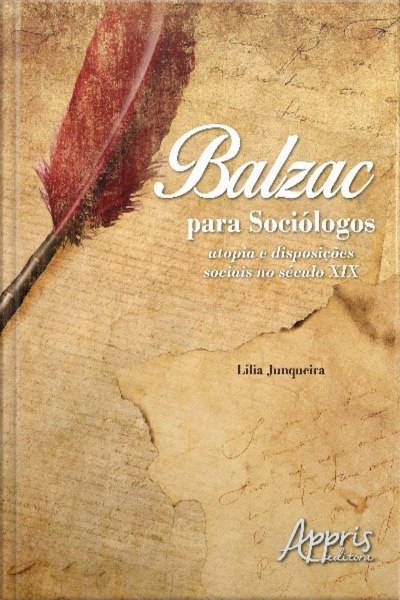 Balzac
para Sociólogos
utopia e disposições
sociais no século XIX
Lília Junqueira
Appris
editora